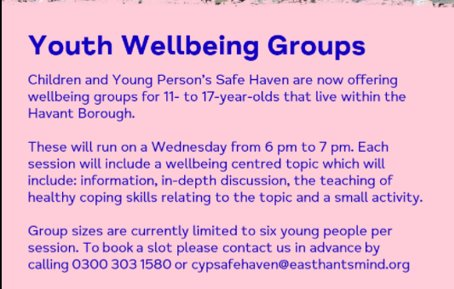 Youth Wellbeing Groups
Children and Young Person's Safe Haven are now offering
wellbeing groups for 11- to 17-year-olds that live within the
Havant Borough.
These will run on a Wednesday from 6 pm to 7 pm. Each
session will include a wellbeing centred topic which will
include: information, in-depth discussion, the teaching of
healthy coping skills relating to the topic and a small activity.
Group sizes are currently limited to six young people per
session. To book a slot please contact us in advance by
calling 0300 303 1580 or cypsafehaven@easthantsmind.org